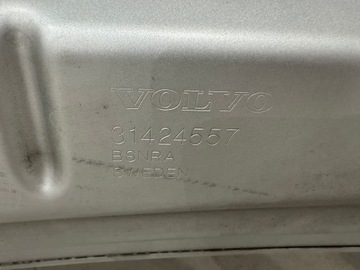 VOLVO
31424557
BSNRA
SWEDEN